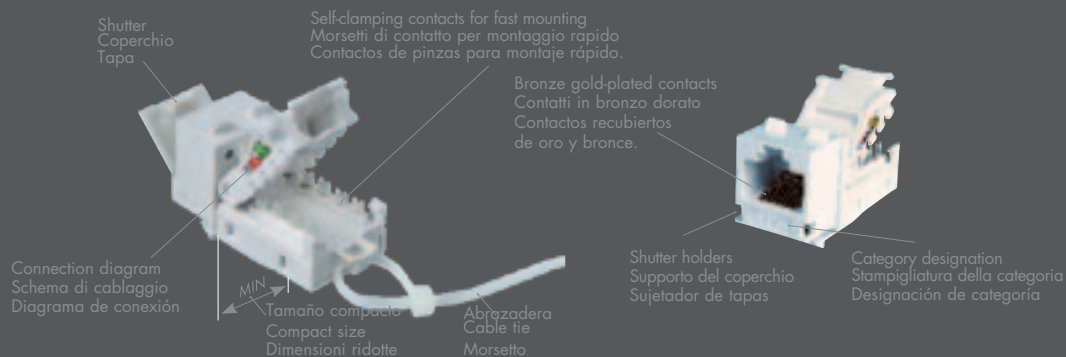 Shutter
Coperchio
Tapa
Self-clamping contacts for fast mounting
Morsetti di contatto per montaggio rapido
Contactos de pinzas para montaje rápido.
Bronze gold-plated contacts
Contatti in bronzo dorato
Contactos recubiertos
de oro y bronce.
Connection diagram
Schema di cablaggio
Diagrama de conexión
MIN
Tamaño compacto
Compact size
Dimensioni ridotte
Abrazadera
Cable tie
Morsetto
Shutter holders
Supporto del coperchio
Sujetador de tapas
Category designation
Stampigliatura della categoria
Designación de categoría